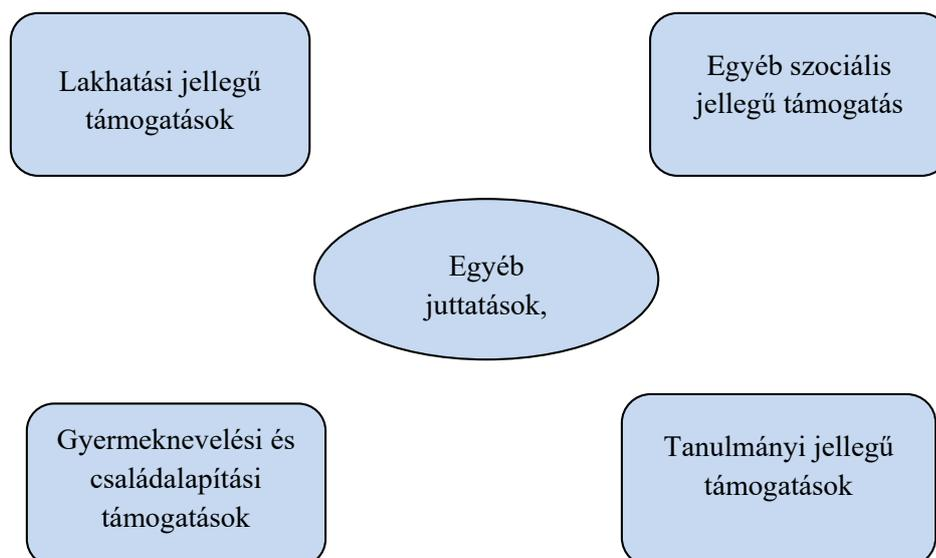 Lakhatási jellegű
támogatások
Egyéb szociális
jellegű támogatás
Egyéb
juttatások,
Gyermeknevelési és
családalapítási
támogatások
Tanulmányi jellegű
támogatások